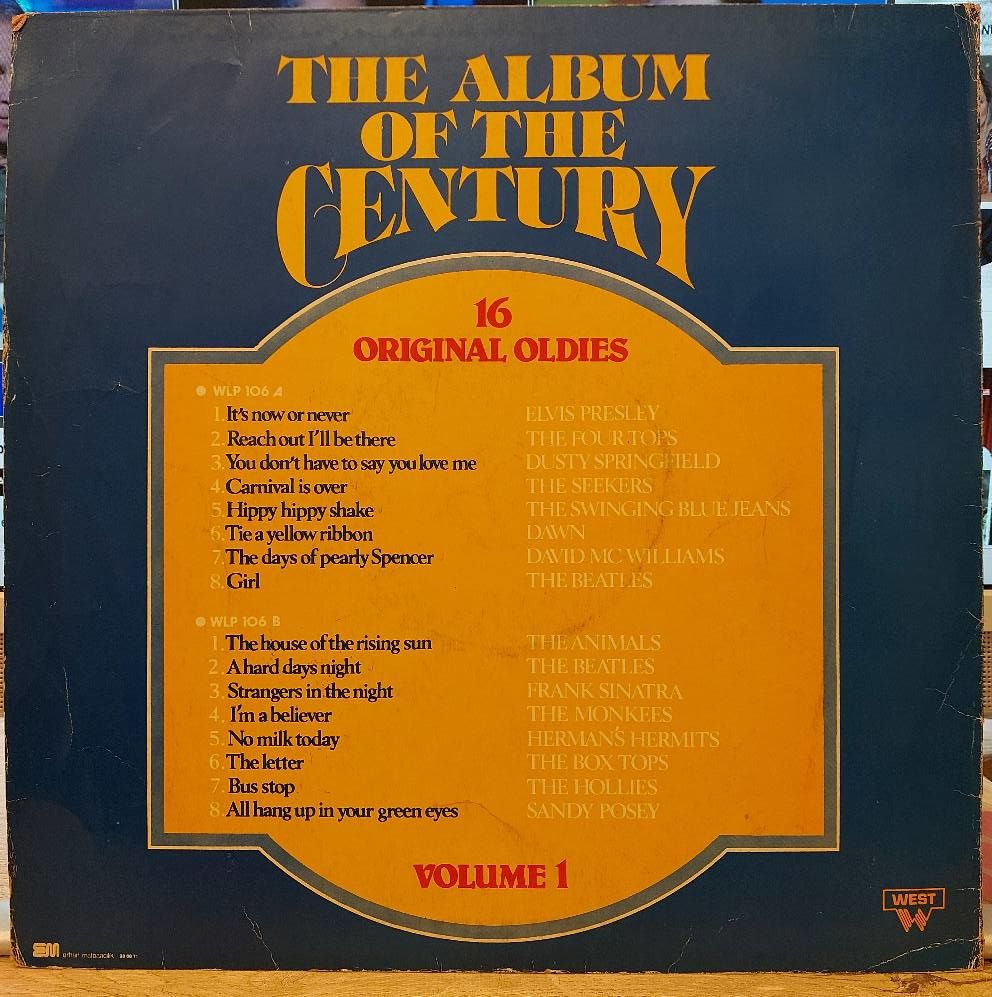 THE ALBUM
OF THE
CENTURY
16
ORIGINAL OLDIES
WLP 106 A
1. It's now or never ELVIS PRESLEY
2. Reach out I'll be there THE FOUR TOPS
3. You don't have to say you love me DUSTY SPRINGFIELD
4. Carnival is over THE SEEKERS
5. Hippy hippy shake THE SWINGING BLUE JEANS
6. Tie a yellow ribbon DAWN
7. The days of pearly Spencer DAVID MC WILLIAMS
8. Girl THE BEATLES
WLP 106 B
1. The house of the rising sun THE ANIMALS
2. A hard days night THE BEATLES
3. Strangers in the night FRANK SINATRA
4. I'm a believer THE MONKEES
5. No milk today HERMAN'S HERMITS
6. The letter THE BOX TOPS
7. Bus stop THE HOLLIES
8. All hang up in your green eyes SANDY POSEY
VOLUME 1
WEST